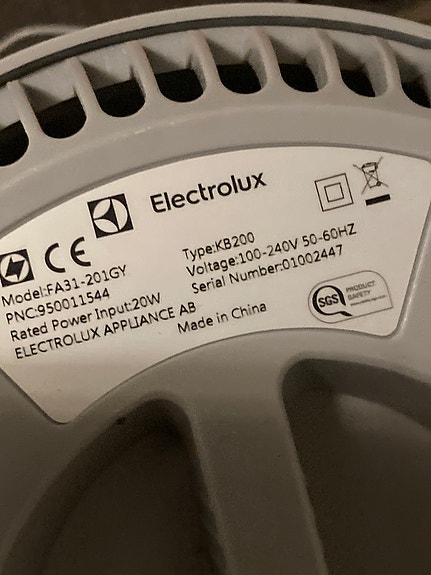 Electrolux
CE
Model:FA31-201GY
Type:KB200
PNC:950011544
Voltage:100-240V 50-60HZ
Rated Power Input:20W
Serial Number:01002447
ELECTROLUX APPLIANCE AB
Made in China
SGS
PRODUCT
SAFETY